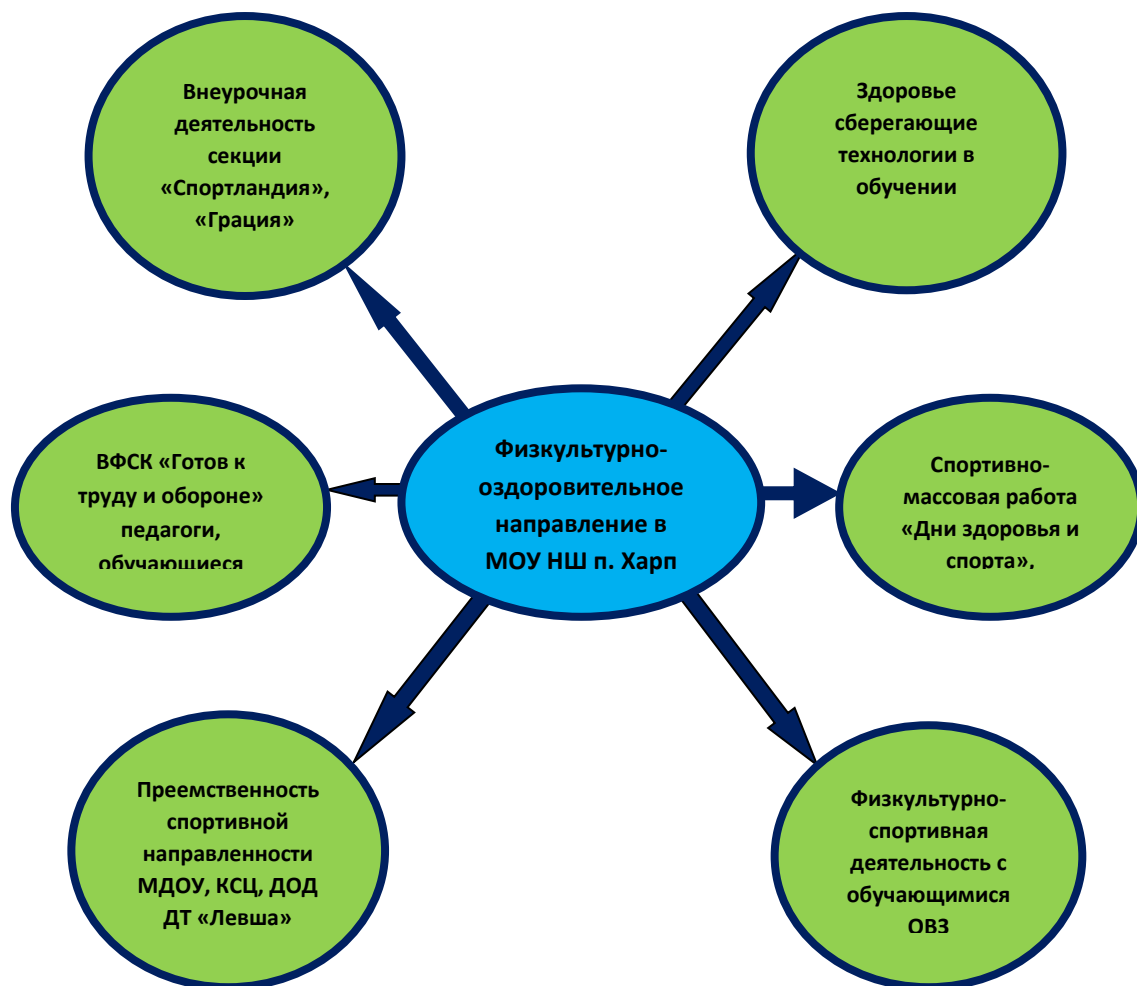 Внеурочная
деятельность
секции
«Спортландия»,
«Грация»
Здоровье
сберегающие
технологии в
обучении
ВФСК «Готов к
труду и обороне»
педагоги,
обучающиеся
Физкультурно-
оздоровительное
направление в
МОУ НШ п. Харп
Спортивно-
массовая работа
«Дни здоровья и
спорта»,
Преемственность
спортивной
направленности
МДОУ, КСЦ, ДОД
ДТ «Левша»
Физкультурно-
спортивная
деятельность с
обучающимися
ОВЗ